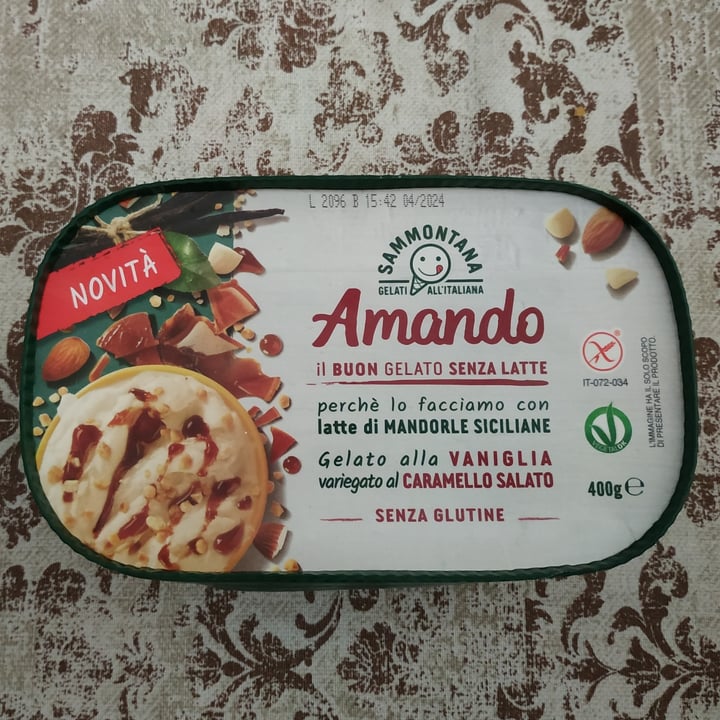 L 2096 B 15:42 04/2024
NOVITÀ
SAMMONTANA
GELATI ALL'ITALIANA
Amando
il BUON GELATO SENZA LATTE
perchè lo facciamo con
latte di MANDORLE SICILIANE
Gelato alla VANIGLIA
variegato al CARAMELLO SALATO
SENZA GLUTINE
IT-072-034
400g e
L'IMMAGINE HA IL SOLO SCOPO
DI PRESENTARE IL PRODOTTO.